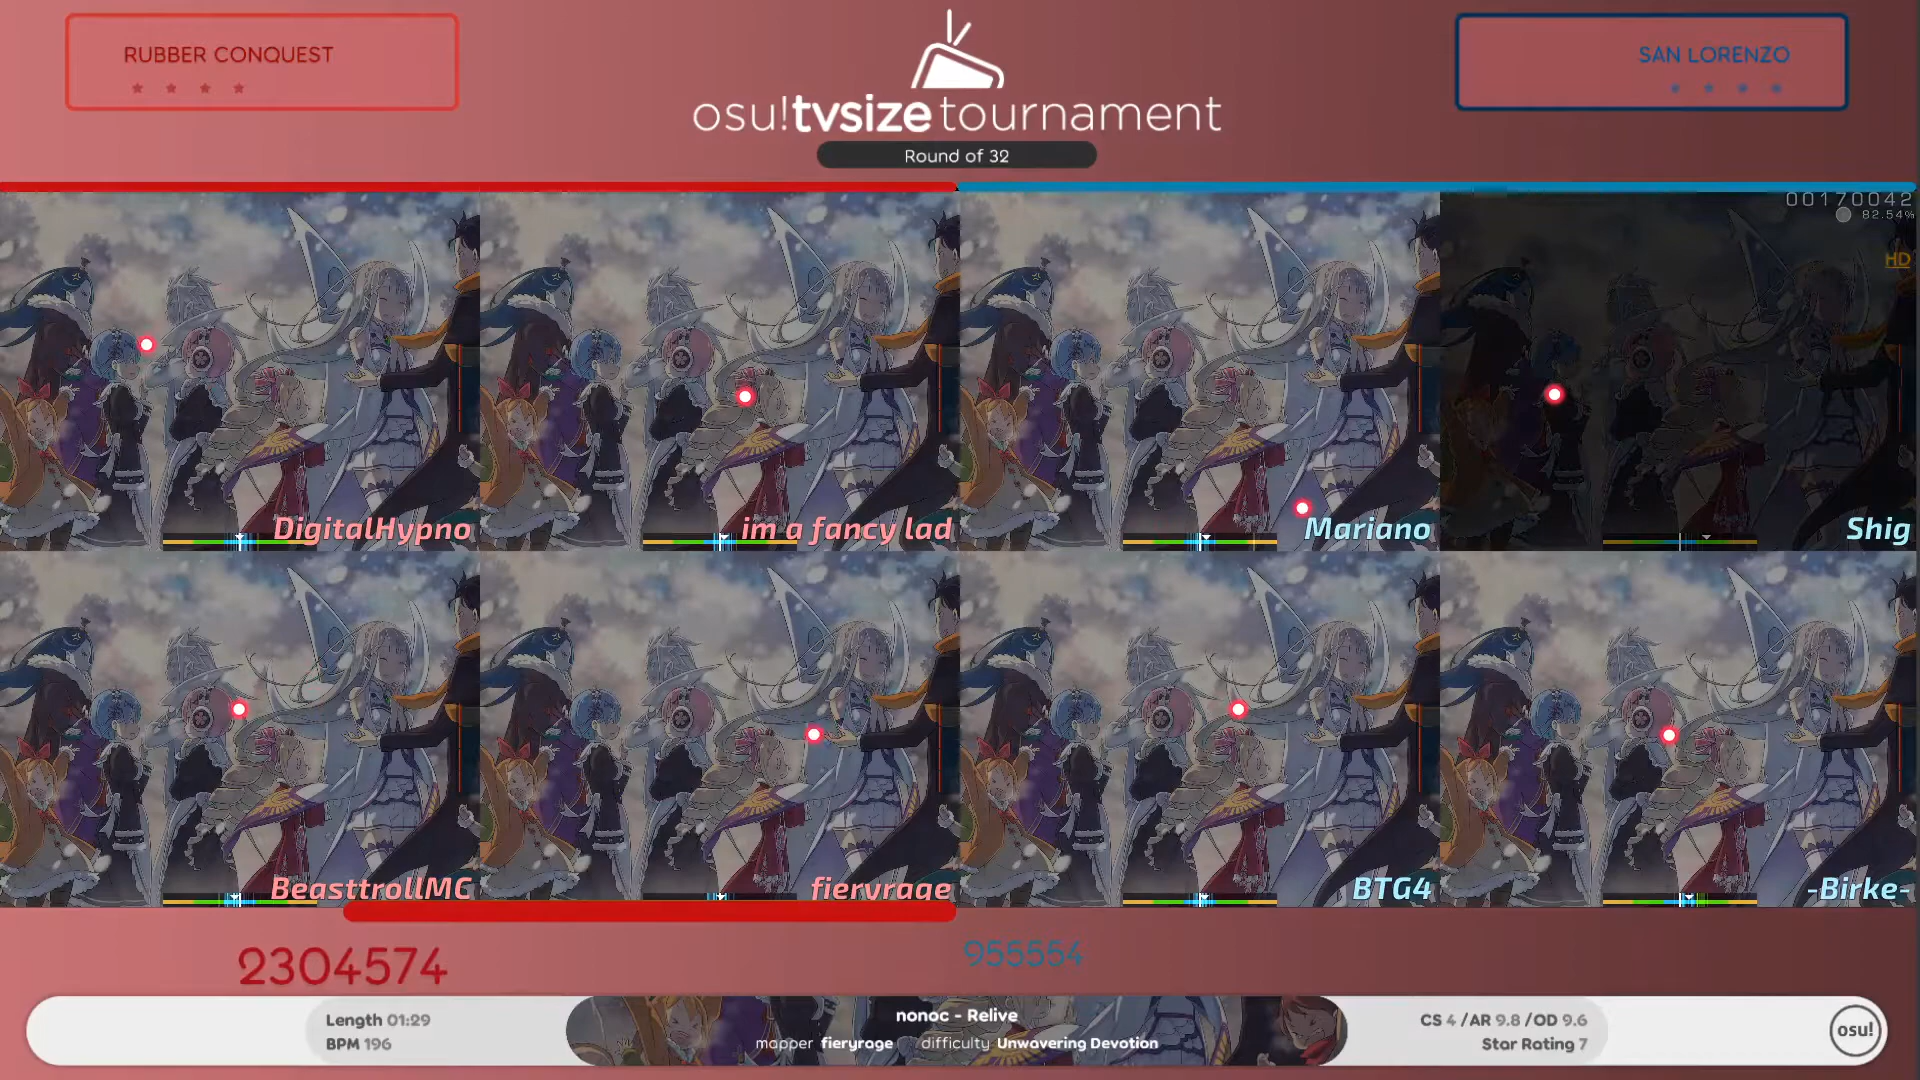 RUBBER CONQUEST
osu!tvsize tournament
Round of 32
SAN LORENZO
00170042
82.54%
HD
DigitalHypno
im a fancy lad
Mariano
Shig
BeasttrollMC
fieryrage
BTG4
-Birke-
2304574
955554
Length 01:29
BPM 196
nonoc - Relive
mapper fieryrage difficulty Unwavering Devotion
CS 4 /AR 9.8 /OD 9.6
Star Rating 7
osu!